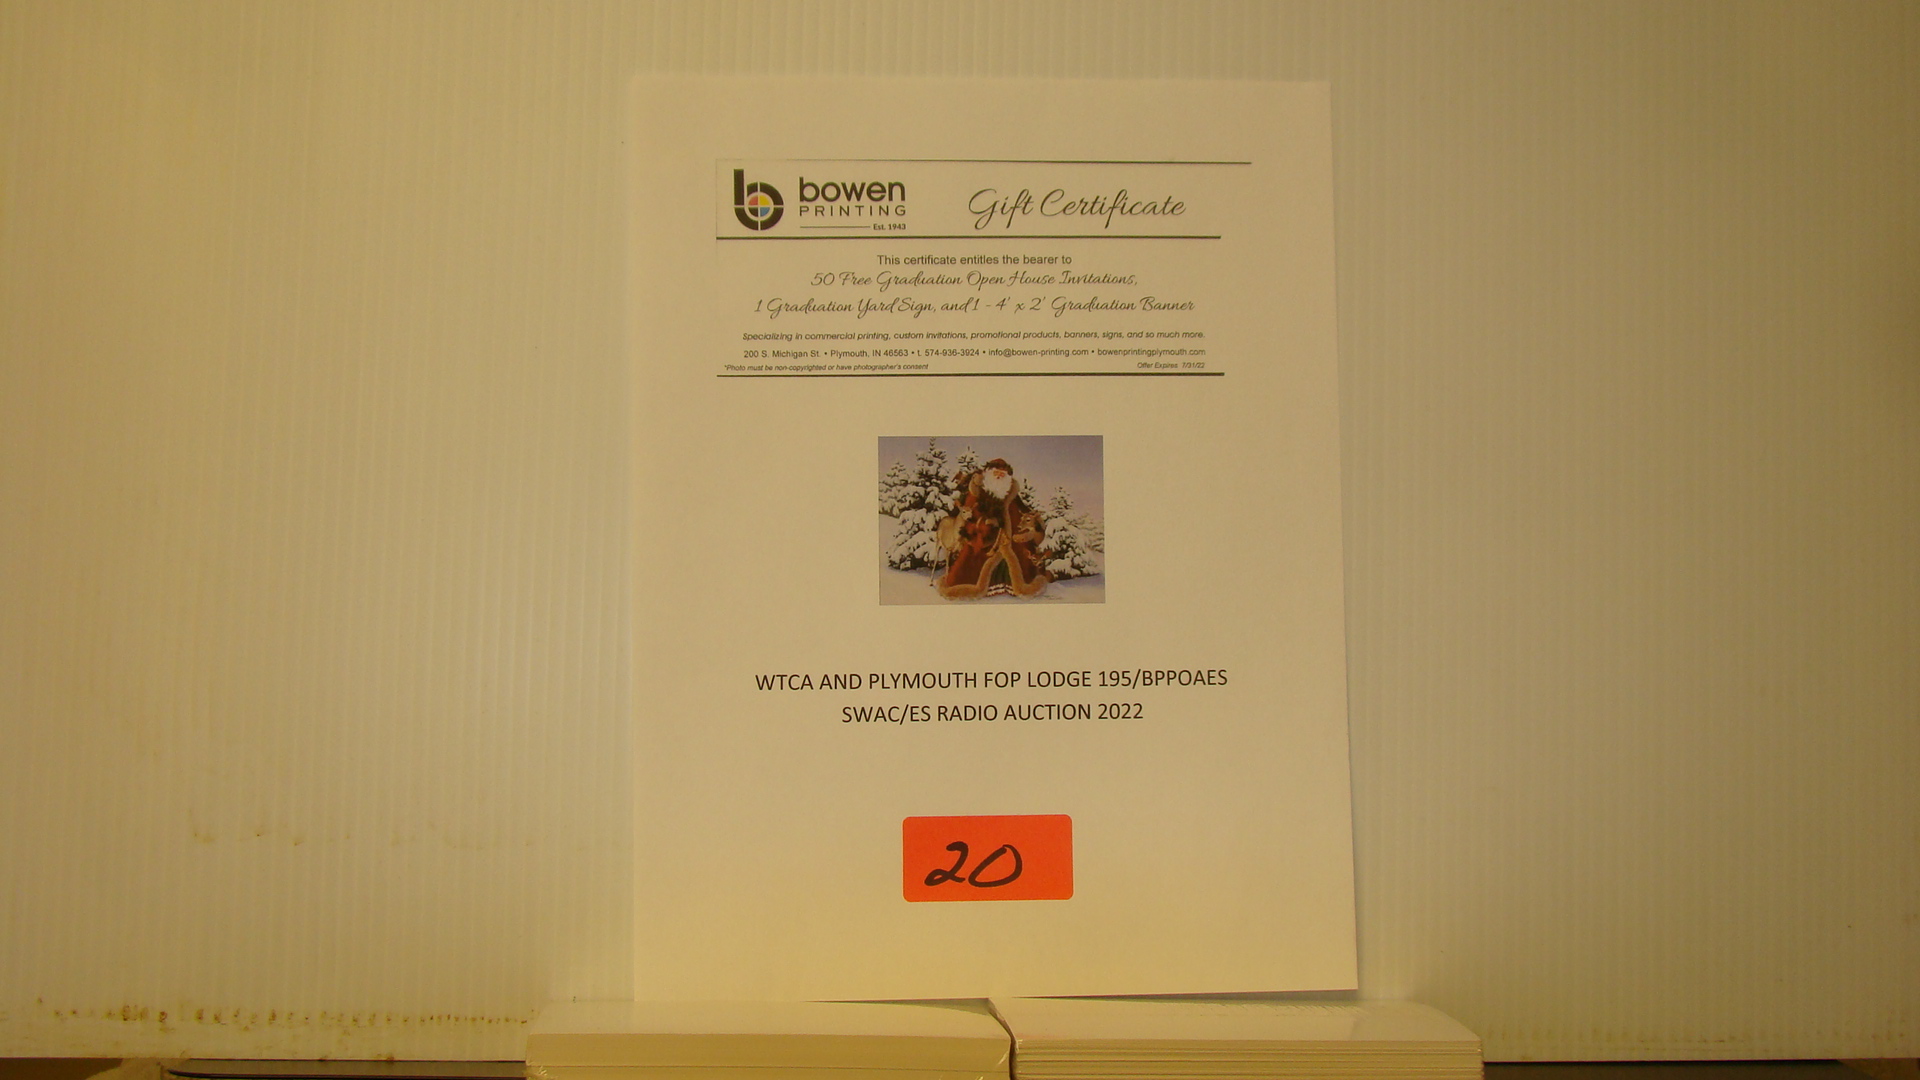 bowen
PRINTING
Est. 1943
Gift Certificate
This certificate entitles the bearer to
50 Free Graduation Open House Invitations,
1 Graduation Yard Sign, and 1 - 4' x 2' Graduation Banner
Specializing in commercial printing, custom invitations, promotional products, banners, signs, and so much more.
200 S. Michigan St. • Plymouth, IN 46563 • t. 574-936-3924 • info@bowen-printing.com • bowenprintingplymouth.com
*Photo must be non-copyrighted or have photographer's consent
Offer Expires: 7/31/22
WTCA AND PLYMOUTH FOP LODGE 195/BPPOAES
SWAC/ES RADIO AUCTION 2022
20